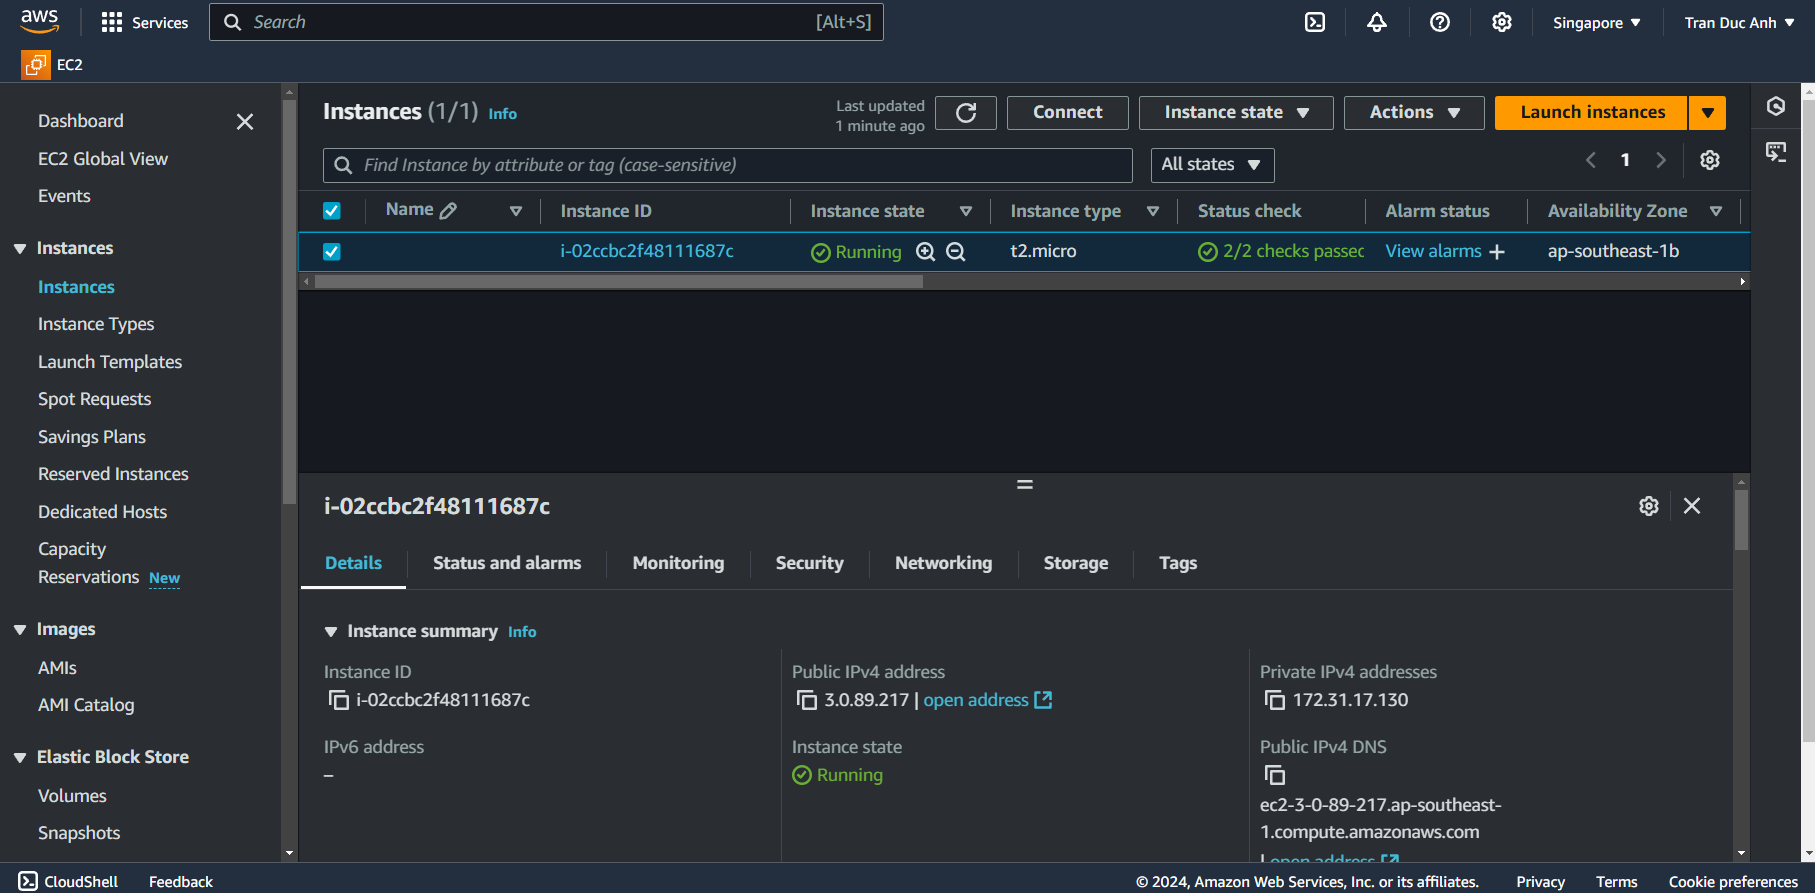 aws
Services
Search [Alt+S]
Singapore
Tran Duc Anh
EC2
Dashboard
EC2 Global View
Events
Instances
Instances
Instance Types
Launch Templates
Spot Requests
Savings Plans
Reserved Instances
Dedicated Hosts
Capacity
Reservations New
Images
AMIs
AMI Catalog
Elastic Block Store
Volumes
Snapshots
Instances (1/1) Info
Last updated
1 minute ago
Connect
Instance state
Actions
Launch instances
Find Instance by attribute or tag (case-sensitive)
All states
1
Name Instance ID Instance state Instance type Status check Alarm status Availability Zone
i-02ccbc2f48111687c Running t2.micro 2/2 checks passec View alarms + ap-southeast-1b
i-02ccbc2f48111687c
Details Status and alarms Monitoring Security Networking Storage Tags
Instance summary Info
Instance ID
i-02ccbc2f48111687c
Public IPv4 address
3.0.89.217 | open address
Private IPv4 addresses
172.31.17.130
IPv6 address
–
Instance state
Running
Public IPv4 DNS
ec2-3-0-89-217.ap-southeast-
1.compute.amazonaws.com
| open address
CloudShell Feedback © 2024, Amazon Web Services, Inc. or its affiliates. Privacy Terms Cookie preferences